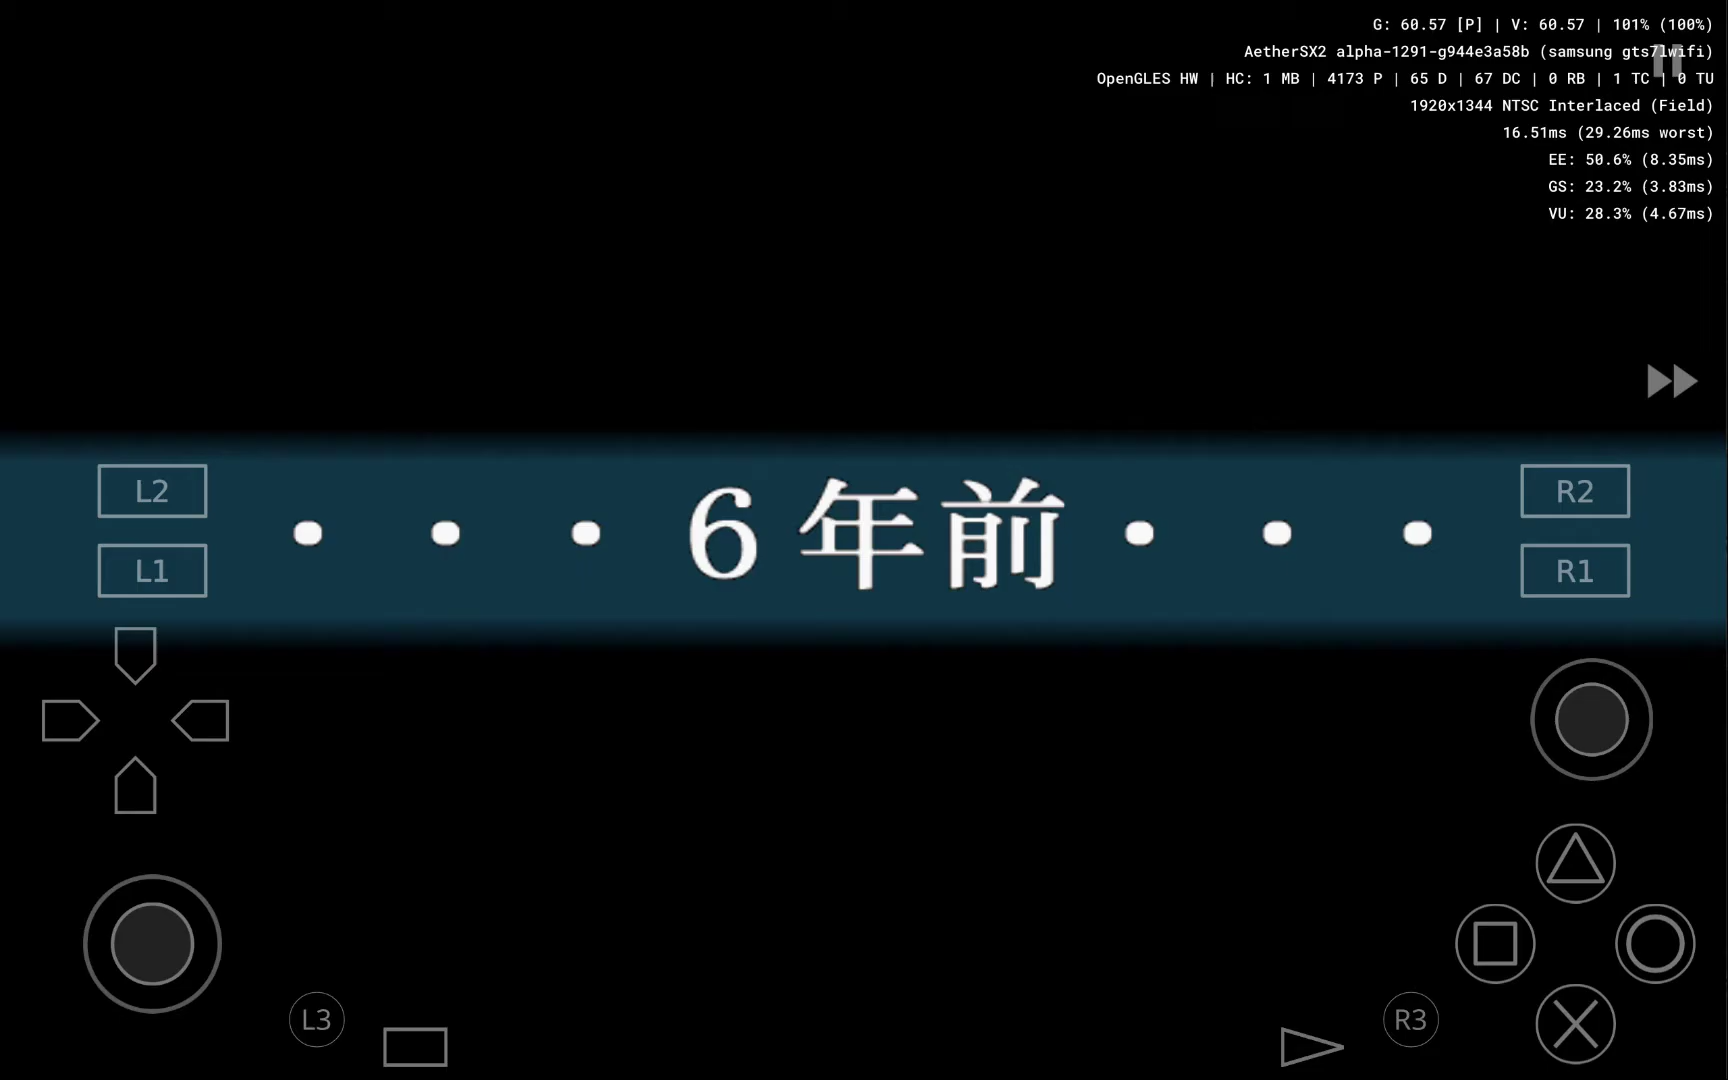 G: 60.57 [P] | V: 60.57 | 101% (100%)
AetherSX2 alpha-1291-g944e3a58b (samsung gts7lwifi)
OpenGLES HW | HC: 1 MB | 4173 P | 65 D | 67 DC | 0 RB | 1 TC | 0 TU
1920x1344 NTSC Interlaced (Field)
16.51ms (29.26ms worst)
EE: 50.6% (8.35ms)
GS: 23.2% (3.83ms)
VU: 28.3% (4.67ms)
L2
R2
・・・6年前・・・
L1
R1
L3
R3